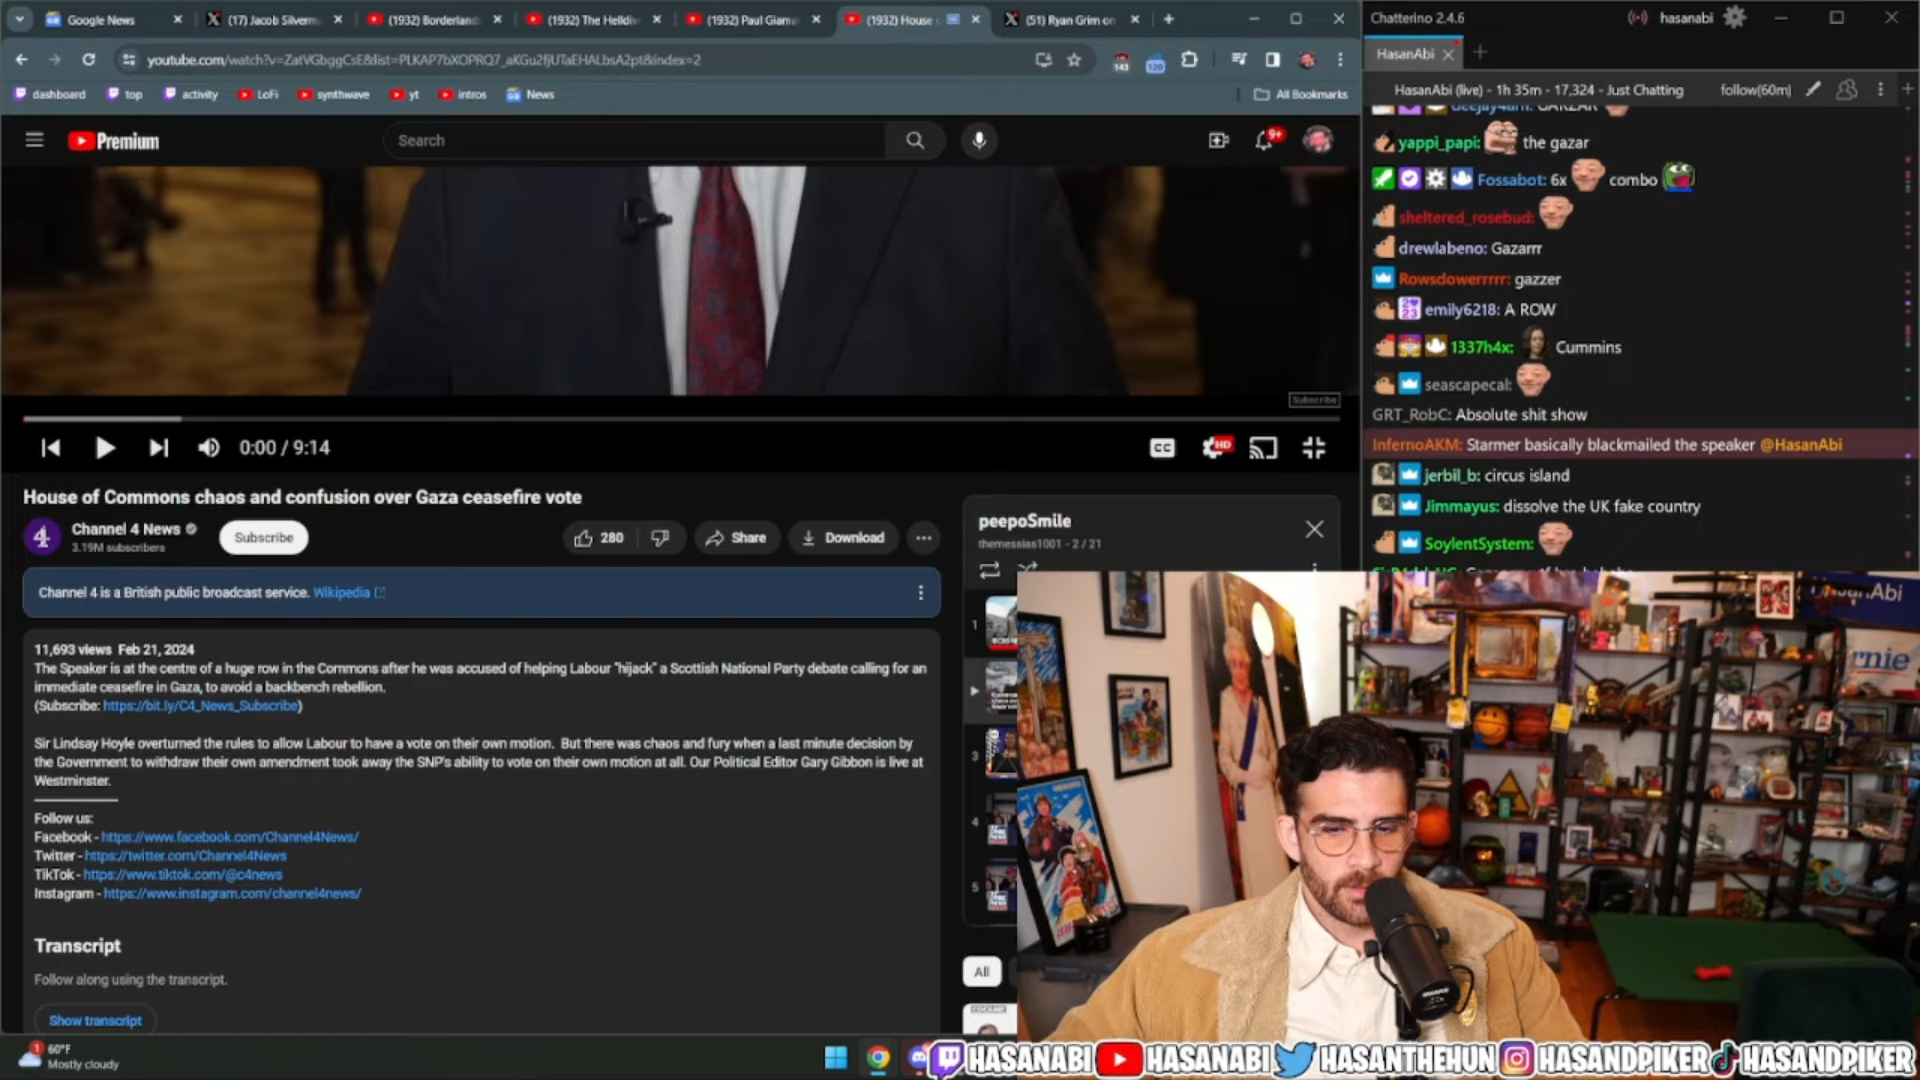 Google News
(17) Jacob Silverm
(1932) Borderland
(1932) The Helldiv
(1932) Paul Giama
(1932) House
(51) Ryan Grim on
youtube.com/watch?v=ZatVGbggCsE&list=PLKAP7bXOPRQ7_aKGu2fjUTaEHALbsA2pt&index=2
143
120
dashboard
top
activity
LoFi
synthwave
yt
intros
News
All Bookmarks
Premium
Search
9+
Subscribe
0:00 / 9:14
CC
HD
House of Commons chaos and confusion over Gaza ceasefire vote
Channel 4 News
3.19M subscribers
Subscribe
280
Share
Download
Channel 4 is a British public broadcast service. Wikipedia
11,693 views Feb 21, 2024
The Speaker is at the centre of a huge row in the Commons after he was accused of helping Labour "hijack" a Scottish National Party debate calling for an
immediate ceasefire in Gaza, to avoid a backbench rebellion.
(Subscribe: https://bit.ly/C4_News_Subscribe)
Sir Lindsay Hoyle overturned the rules to allow Labour to have a vote on their own motion. But there was chaos and fury when a last minute decision by
the Government to withdraw their own amendment took away the SNP's ability to vote on their own motion at all. Our Political Editor Gary Gibbon is live at
Westminster.
Follow us:
Facebook - https://www.facebook.com/Channel4News/
Twitter - https://twitter.com/Channel4News
TikTok - https://www.tiktok.com/@c4news
Instagram - https://www.instagram.com/channel4news/
Transcript
Follow along using the transcript.
Show transcript
peepoSmile
themessias1001 - 2 / 21
1
3
4
5
All
Chatterino 2.4.6
hasanabi
HasanAbi
HasanAbi (live) - 1h 35m - 17,324 - Just Chatting
follow(60m)
yappi_papi: the gazar
Fossabot: 6x combo
sheltered_rosebud:
drewlabeno: Gazarrr
Rowsdowerrrrr: gazzer
emily6218: A ROW
1337h4x: Cummins
seascapecal:
GRT_RobC: Absolute shit show
InfernoAKM: Starmer basically blackmailed the speaker @HasanAbi
jerbil_b: circus island
Jimmayus: dissolve the UK fake country
SoylentSystem:
1
60°F
Mostly cloudy
HASANABI
HASANABI
HASANTHEHUN
HASANDPIKER
HASANDPIKER